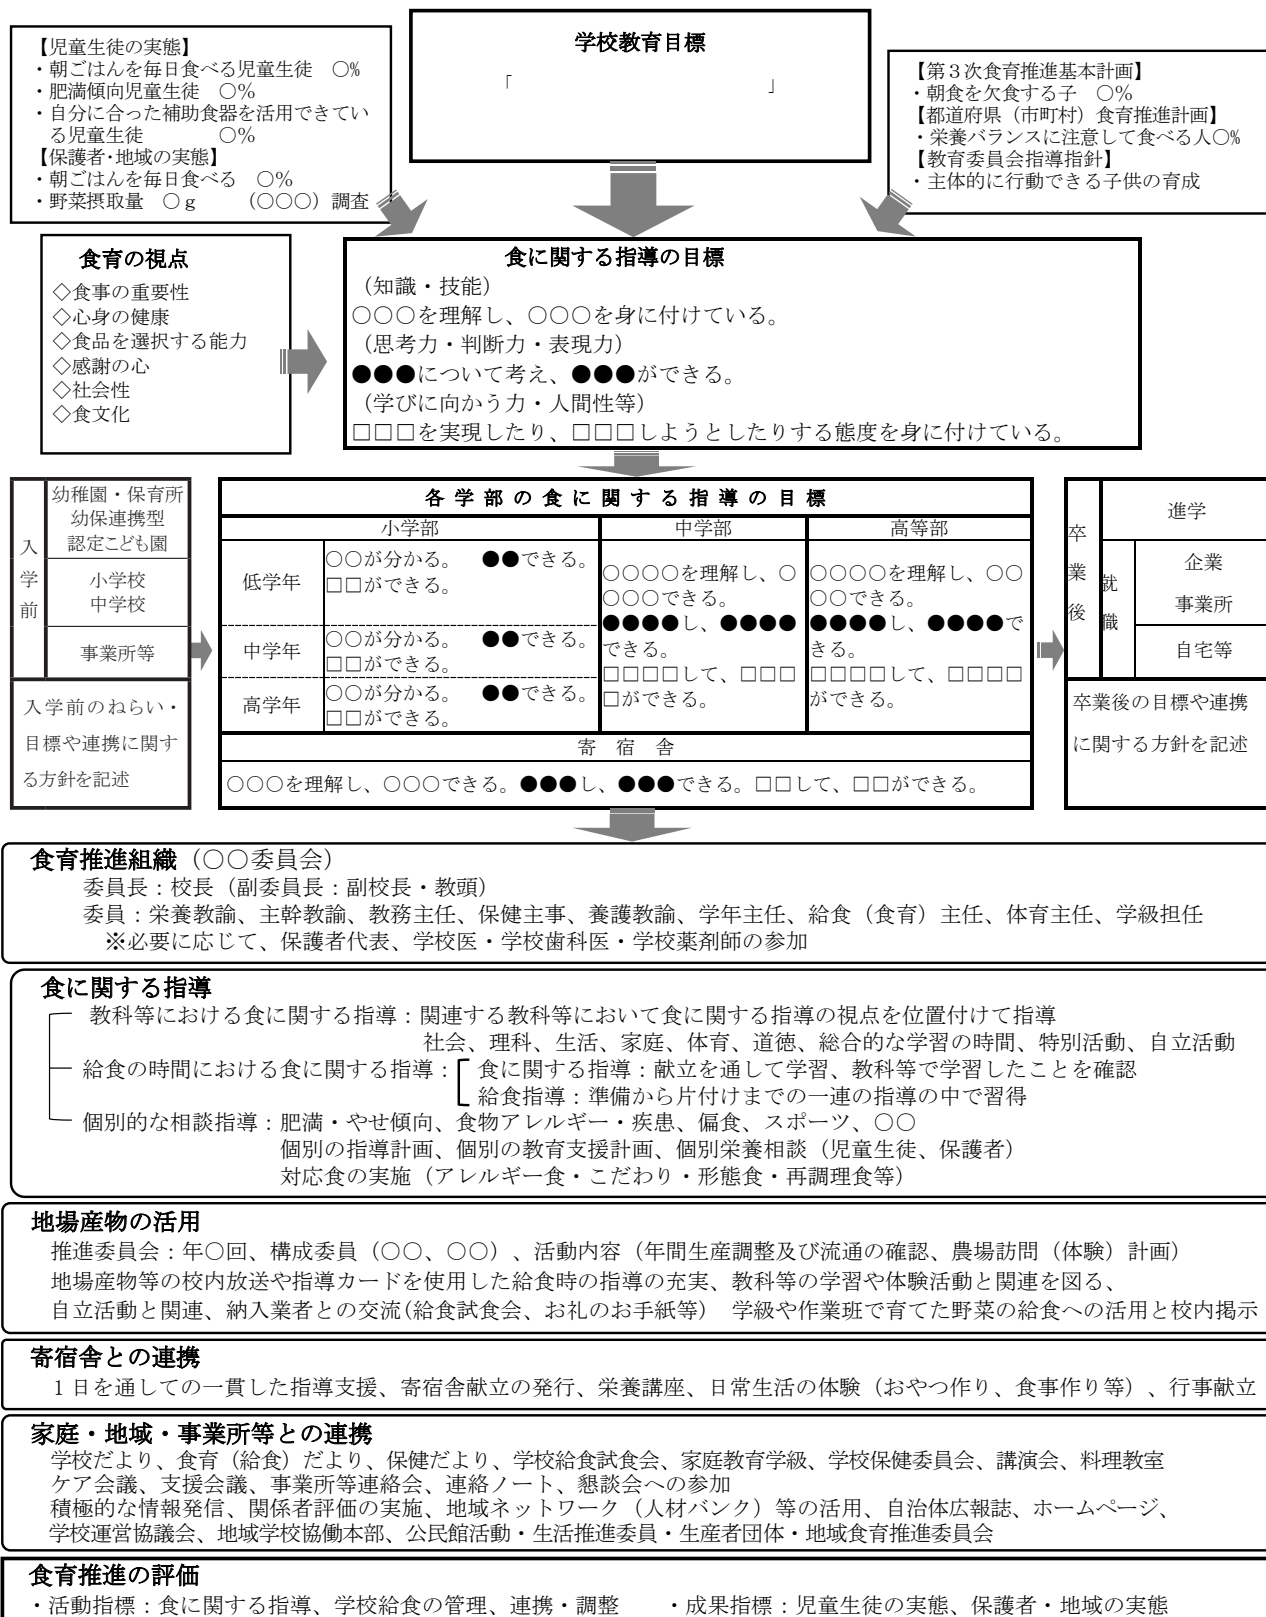 【児童生徒の実態】
・朝ごはんを毎日食べる児童生徒　○%
・肥満傾向児童生徒　○％
・自分に合った補助食器を活用できてい
る児童生徒　　　　○％
【保護者・地域の実態】
・朝ごはんを毎日食べる　○％
・野菜摂取量　○ｇ　　（○○○）調査
学校教育目標
「　　　　　　　　　　　　」
【第３次食育推進基本計画】
・朝食を欠食する子　○％
【都道府県（市町村）食育推進計画】
・栄養バランスに注意して食べる人○%
【教育委員会指導指針】
・主体的に行動できる子供の育成
食育の視点
◇食事の重要性
◇心身の健康
◇食品を選択する能力
◇感謝の心
◇社会性
◇食文化
食に関する指導の目標
（知識・技能）
○○○を理解し、○○○を身に付けている。
（思考力・判断力・表現力）
●●●について考え、●●●ができる。
（学びに向かう力・人間性等）
□□□を実現したり、□□□しようとしたりする態度を身に付けている。
入学前
幼稚園・保育所
幼保連携型
認定こども園
小学校
中学校
事業所等
入学前のねらい・
目標や連携に関す
る方針を記述
各学部の食に関する指導の目標
小学部
中学部
高等部
低学年
○○が分かる。　●●できる。
□□ができる。
中学年
○○が分かる。　●●できる。
□□ができる。
高学年
○○が分かる。　●●できる。
□□ができる。
○○○○を理解し、○
○○○できる。
●●●●し、●●●●
できる。
□□□□して、□□□
□ができる。
○○○○を理解し、○○
○○できる。
●●●●し、●●●●で
きる。
□□□□して、□□□□
ができる。
寄　宿　舎
○○○を理解し、○○○できる。●●●し、●●●できる。□□して、□□ができる。
卒業後
進学
就職
企業
事業所
自宅等
卒業後の目標や連携
に関する方針を記述
食育推進組織（○○委員会）
委員長：校長（副委員長：副校長・教頭）
委員：栄養教諭、主幹教諭、教務主任、保健主事、養護教諭、学年主任、給食（食育）主任、体育主任、学級担任
※必要に応じて、保護者代表、学校医・学校歯科医・学校薬剤師の参加
食に関する指導
教科等における食に関する指導：関連する教科等において食に関する指導の視点を位置付けて指導
社会、理科、生活、家庭、体育、道徳、総合的な学習の時間、特別活動、自立活動
給食の時間における食に関する指導：食に関する指導：献立を通して学習、教科等で学習したことを確認
給食指導：準備から片付けまでの一連の指導の中で習得
個別的な相談指導：肥満・やせ傾向、食物アレルギー・疾患、偏食、スポーツ、○○
個別の指導計画、個別の教育支援計画、個別栄養相談（児童生徒、保護者）
対応食の実施（アレルギー食・こだわり・形態食・再調理食等）
地場産物の活用
推進委員会：年○回、構成委員（○○、○○）、活動内容（年間生産調整及び流通の確認、農場訪問（体験）計画）
地場産物等の校内放送や指導カードを使用した給食時の指導の充実、教科等の学習や体験活動と関連を図る、
自立活動と関連、納入業者との交流(給食試食会、お礼のお手紙等)　学級や作業班で育てた野菜の給食への活用と校内掲示
寄宿舎との連携
１日を通しての一貫した指導支援、寄宿舎献立の発行、栄養講座、日常生活の体験（おやつ作り、食事作り等）、行事献立
家庭・地域・事業所等との連携
学校だより、食育（給食）だより、保健だより、学校給食試食会、家庭教育学級、学校保健委員会、講演会、料理教室
ケア会議、支援会議、事業所等連絡会、連絡ノート、懇談会への参加
積極的な情報発信、関係者評価の実施、地域ネットワーク（人材バンク）等の活用、自治体広報誌、ホームページ、
学校運営協議会、地域学校協働本部、公民館活動・生活推進委員・生産者団体・地域食育推進委員会
食育推進の評価
・活動指標：食に関する指導、学校給食の管理、連携・調整　　・成果指標：児童生徒の実態、保護者・地域の実態